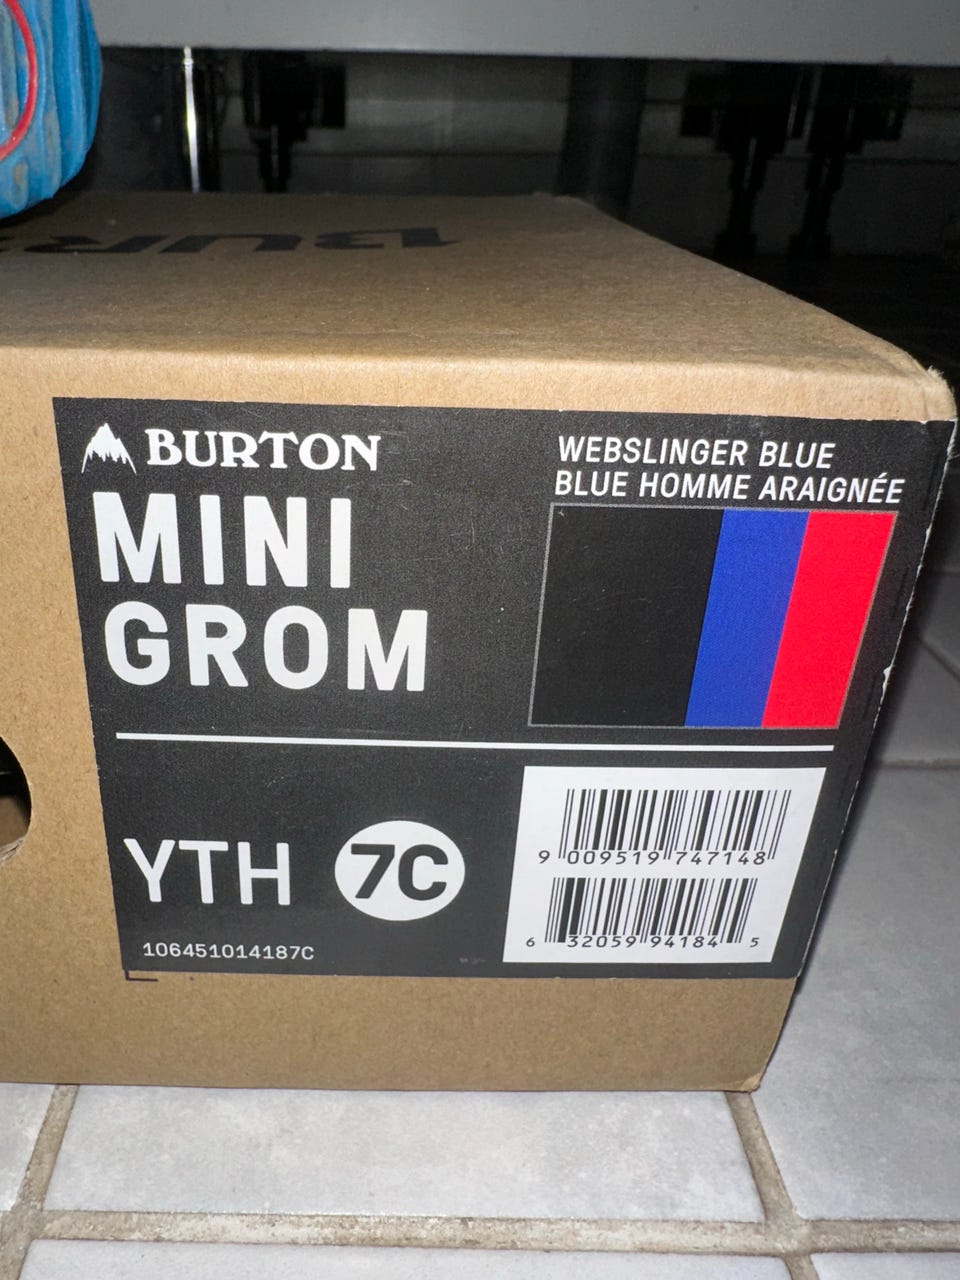 BURTON
MINI
GROM
WEBSLINGER BLUE
BLUE HOMME ARAIGNÉE
YTH 7C
106451014187C
9 009519 747148
6 32059 94184 5